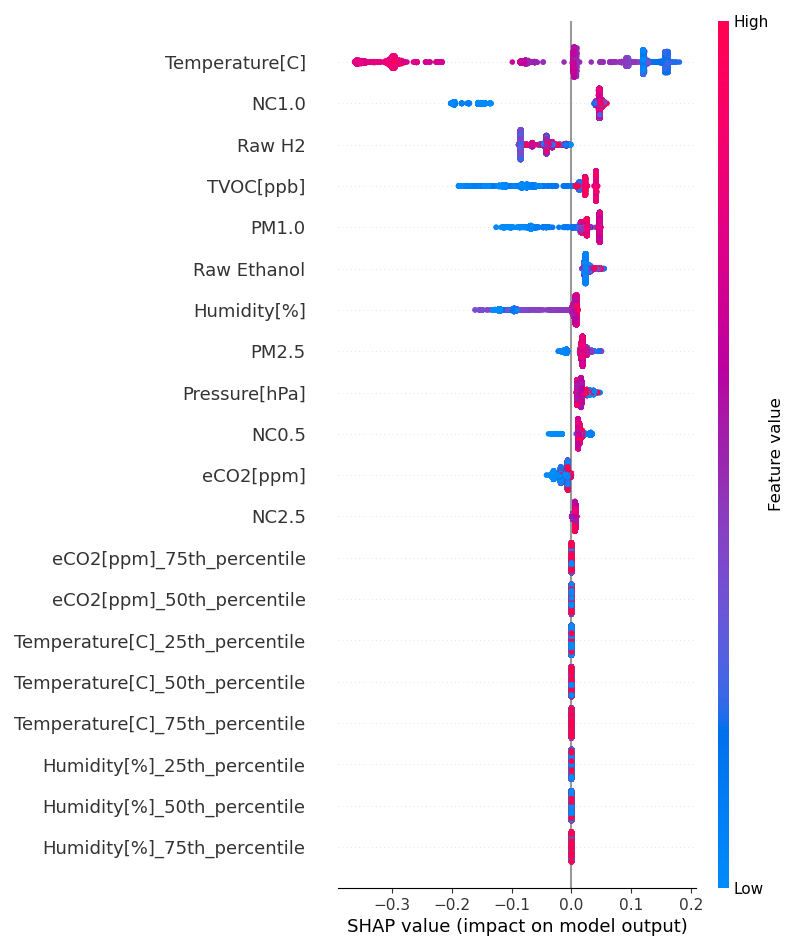 High
Temperature[C]
NC1.0
Raw H2
TVOC[ppb]
PM1.0
Raw Ethanol
Humidity[%]
PM2.5
Pressure[hPa]
NC0.5
eCO2[ppm]
NC2.5
eCO2[ppm]_75th_percentile
eCO2[ppm]_50th_percentile
Temperature[C]_25th_percentile
Temperature[C]_50th_percentile
Temperature[C]_75th_percentile
Humidity[%]_25th_percentile
Humidity[%]_50th_percentile
Humidity[%]_75th_percentile
Feature value
Low
−0.3 −0.2 −0.1 0.0 0.1 0.2
SHAP value (impact on model output)